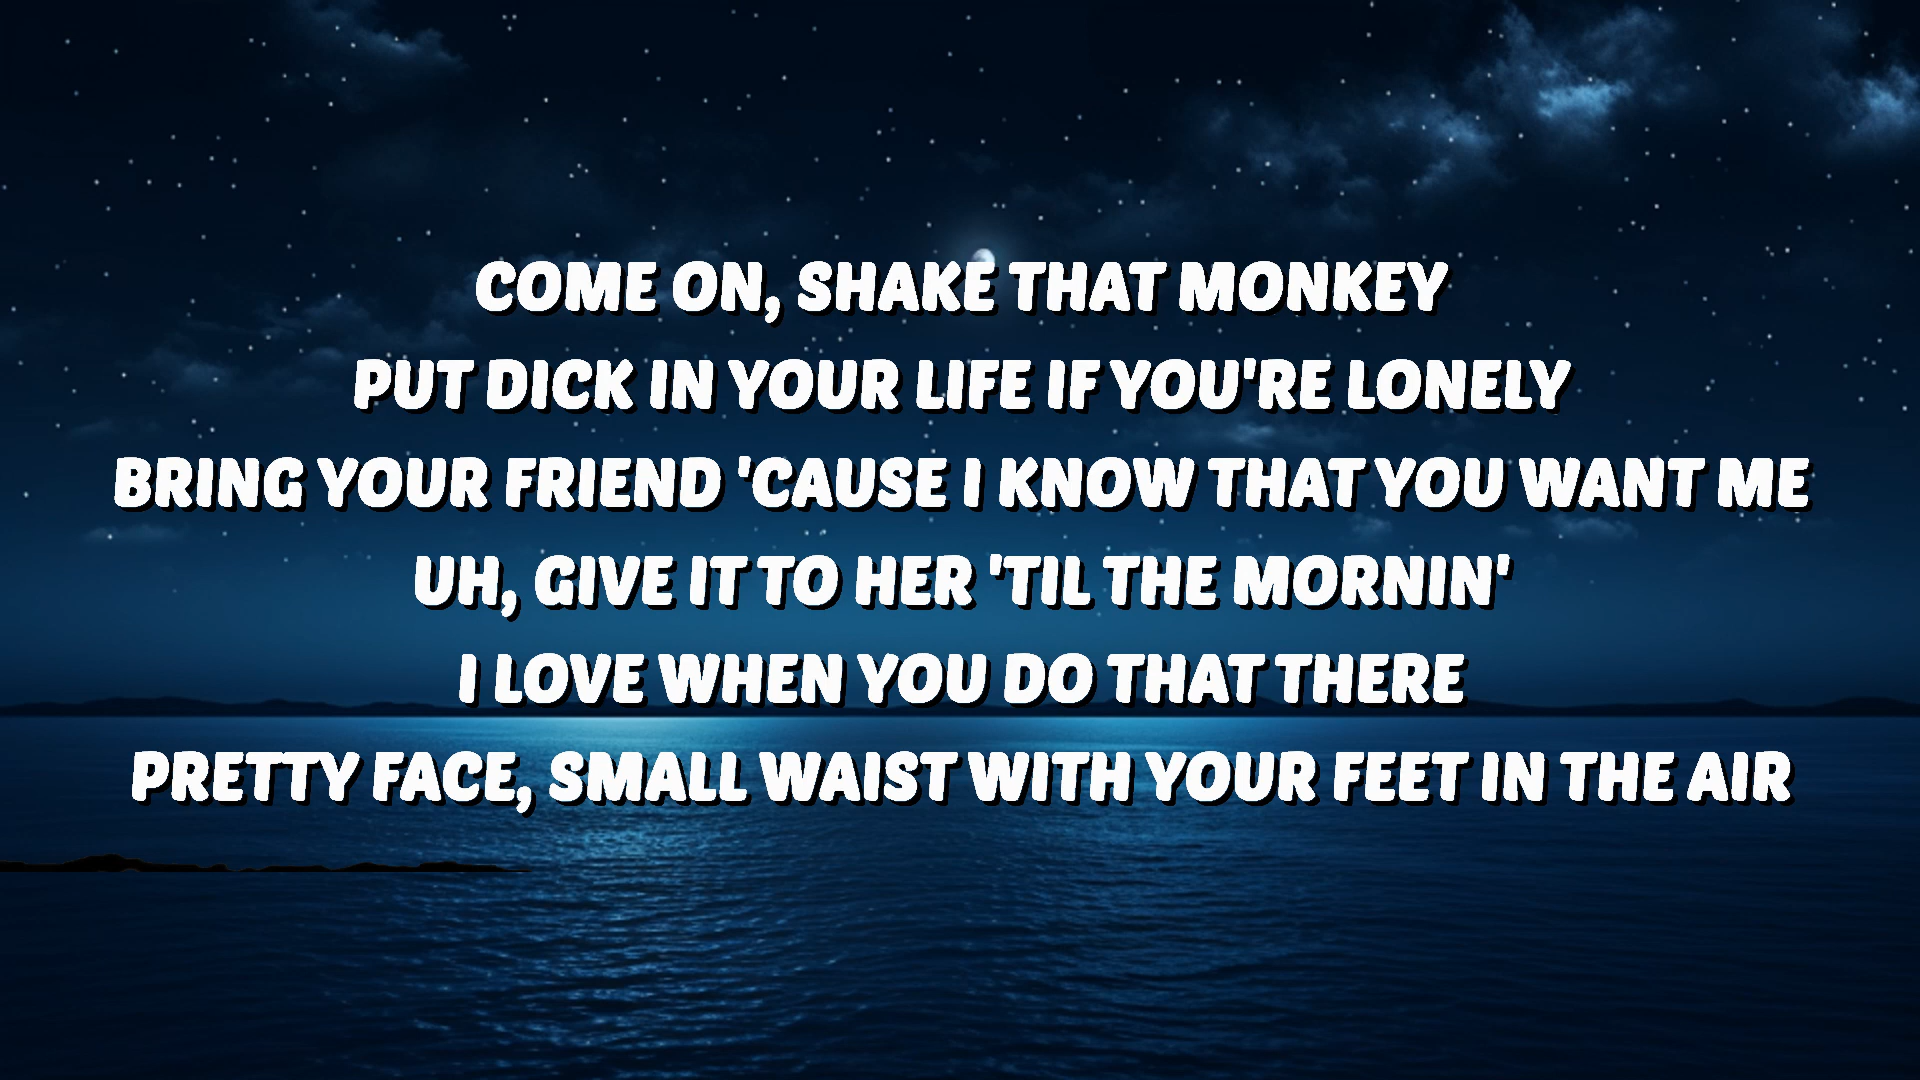 COME ON, SHAKE THAT MONKEY
PUT DICK IN YOUR LIFE IF YOU'RE LONELY
BRING YOUR FRIEND 'CAUSE I KNOW THAT YOU WANT ME
UH, GIVE IT TO HER 'TIL THE MORNIN'
I LOVE WHEN YOU DO THAT THERE
PRETTY FACE, SMALL WAIST WITH YOUR FEET IN THE AIR